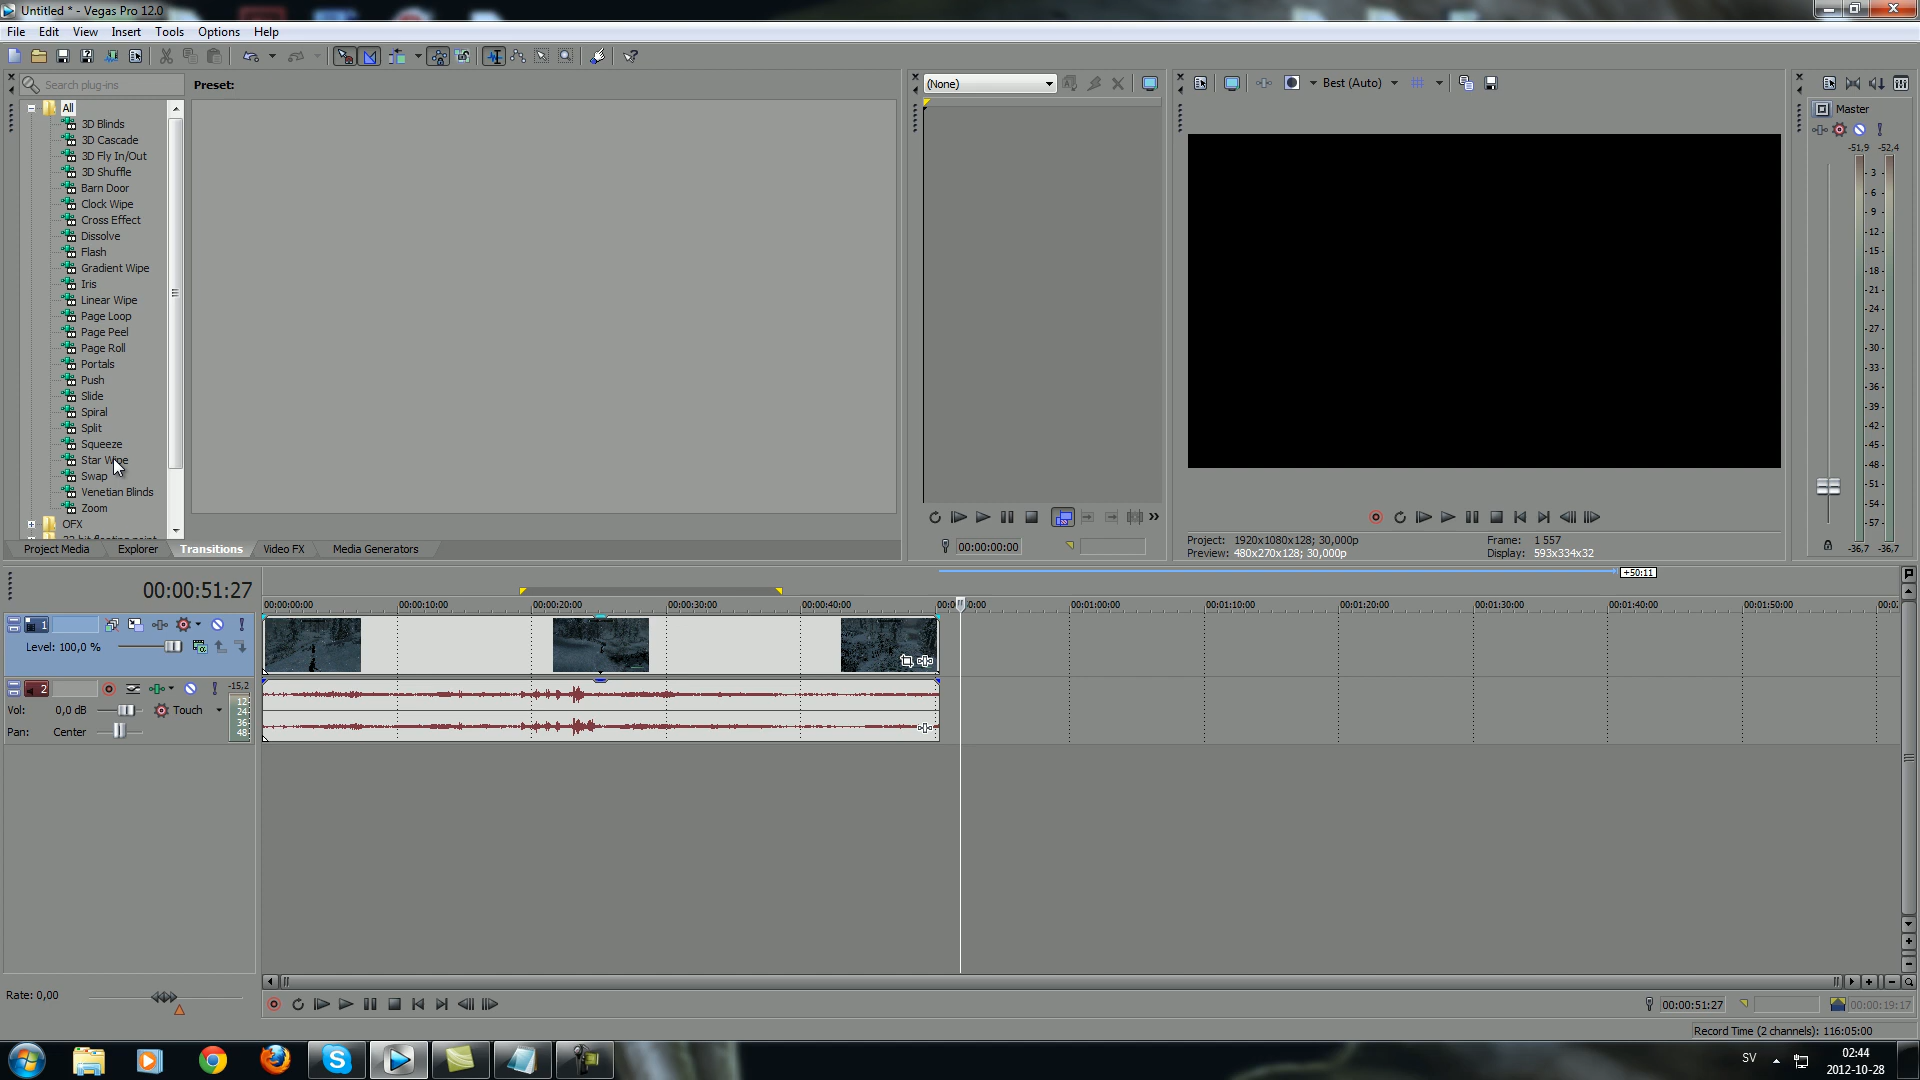 Untitled * - Vegas Pro 12.0
File Edit View Insert Tools Options Help
Search plug-ins
Preset:
(None)
Best (Auto)
Master
-51,9 -52,4
All
3D Blinds
3D Cascade
3D Fly In/Out
3D Shuffle
Barn Door
Clock Wipe
Cross Effect
Dissolve
Flash
Gradient Wipe
Iris
Linear Wipe
Page Loop
Page Peel
Page Roll
Portals
Push
Slide
Spiral
Split
Squeeze
Star Wipe
Swap
Venetian Blinds
Zoom
OFX
32-bit floating point
- 3 -
- 6 -
- 9 -
- 12 -
- 15 -
- 18 -
- 21 -
- 24 -
- 27 -
- 30 -
- 33 -
- 36 -
- 39 -
- 42 -
- 45 -
- 48 -
- 51 -
- 54 -
- 57 -
-36,7 -36,7
00:00:00:00
Project: 1920x1080x128; 30,000p
Preview: 480x270x128; 30,000p
Frame: 1 557
Display: 593x334x32
Project Media Explorer Transitions Video FX Media Generators
+50:11
00:00:51:27
00:00:00:00 00:00:10:00 00:00:20:00 00:00:30:00 00:00:40:00 00:01:00:00 00:01:10:00 00:01:20:00 00:01:30:00 00:01:40:00 00:01:50:00
1
Level: 100,0 %
2
-15,2
Vol: 0,0 dB Touch
Pan: Center
12
24
36
48
Rate: 0,00
00:00:51:27
00:00:19:17
Record Time (2 channels): 116:05:00
SV
02:44
2012-10-28